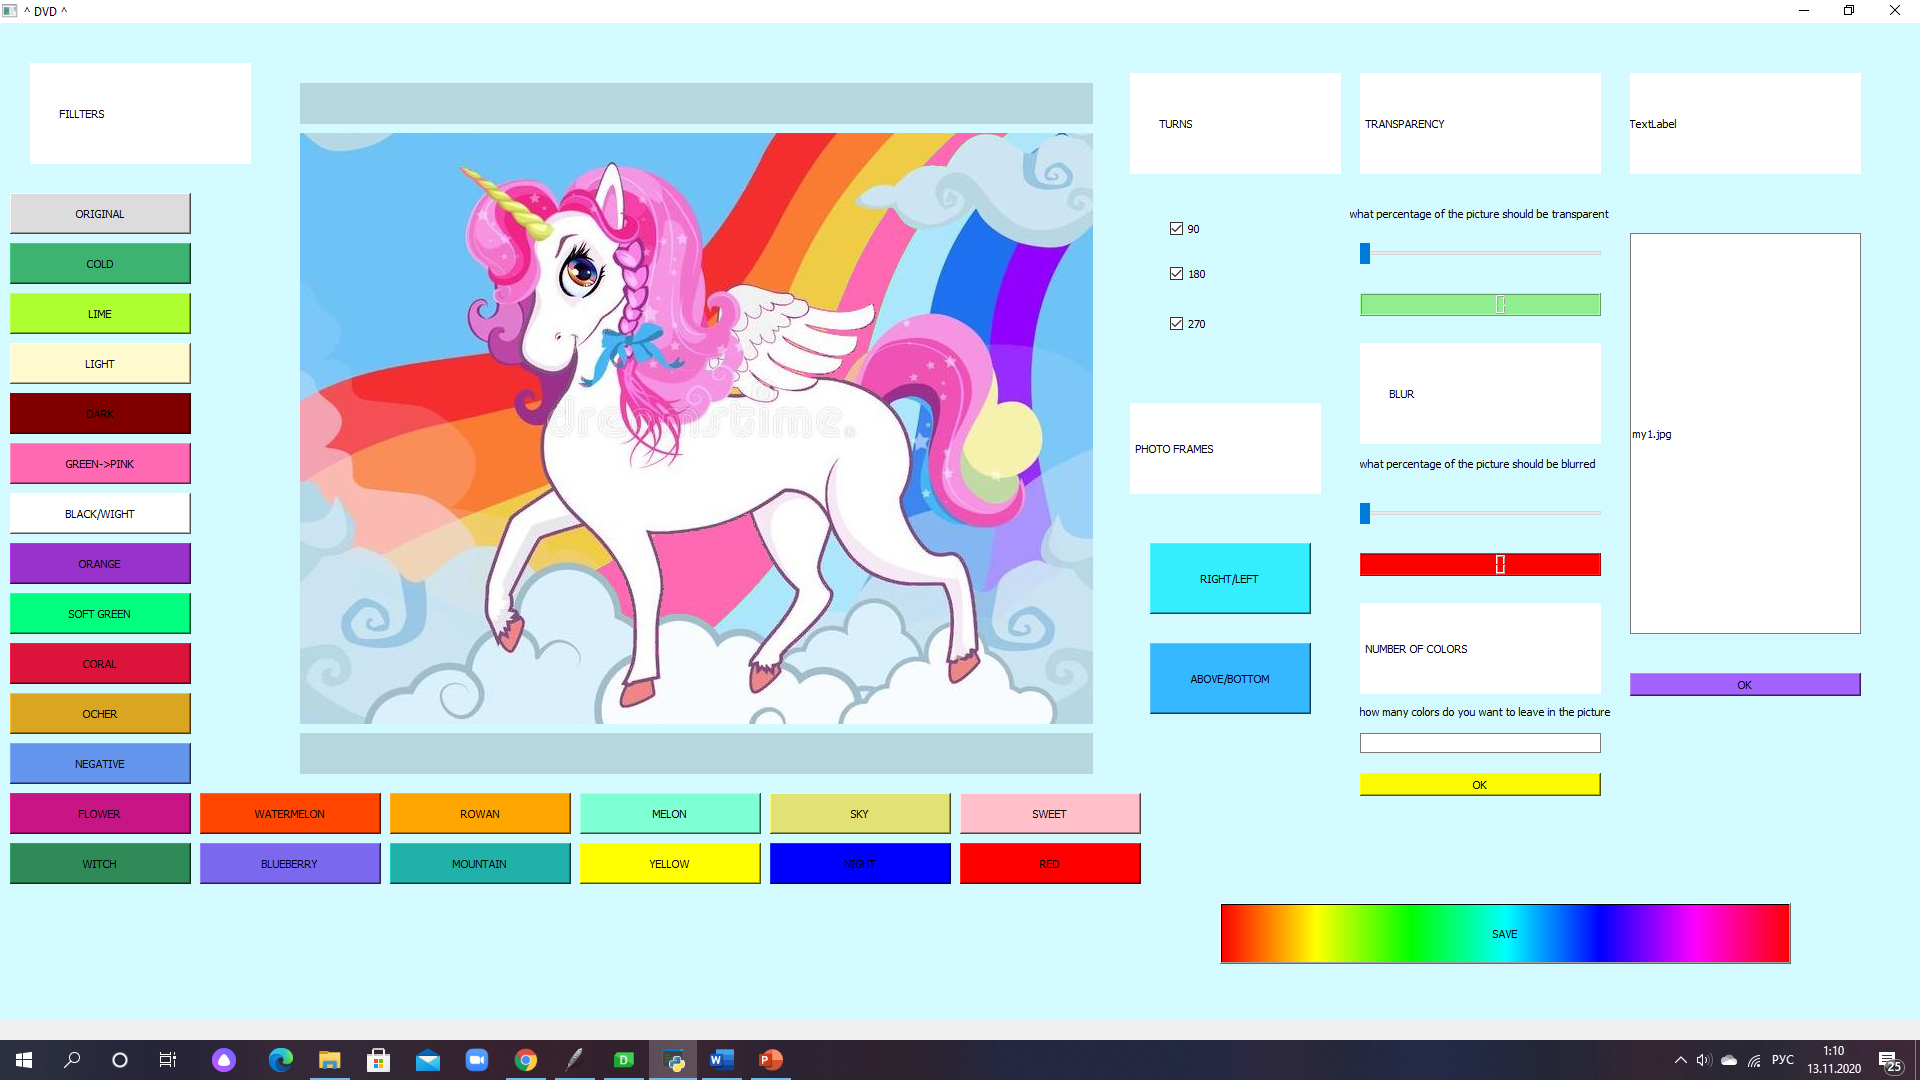 ^ DVD ^
FILLTERS
ORIGINAL
COLD
LIME
LIGHT
DARK
GREEN->PINK
BLACK/WIGHT
ORANGE
SOFT GREEN
CORAL
OCHER
NEGATIVE
FLOWER
WITCH
WATERMELON
BLUEBERRY
ROWAN
MOUNTAIN
MELON
YELLOW
SKY
NIGHT
SWEET
RED
dreamstime.
TURNS
90
180
270
PHOTO FRAMES
RIGHT/LEFT
ABOVE/BOTTOM
TRANSPARENCY
what percentage of the picture should be transparent
0
BLUR
what percentage of the picture should be blurred
0
NUMBER OF COLORS
how many colors do you want to leave in the picture
OK
TextLabel
my1.jpg
OK
SAVE
D
W
P
РУС
1:10
13.11.2020
25